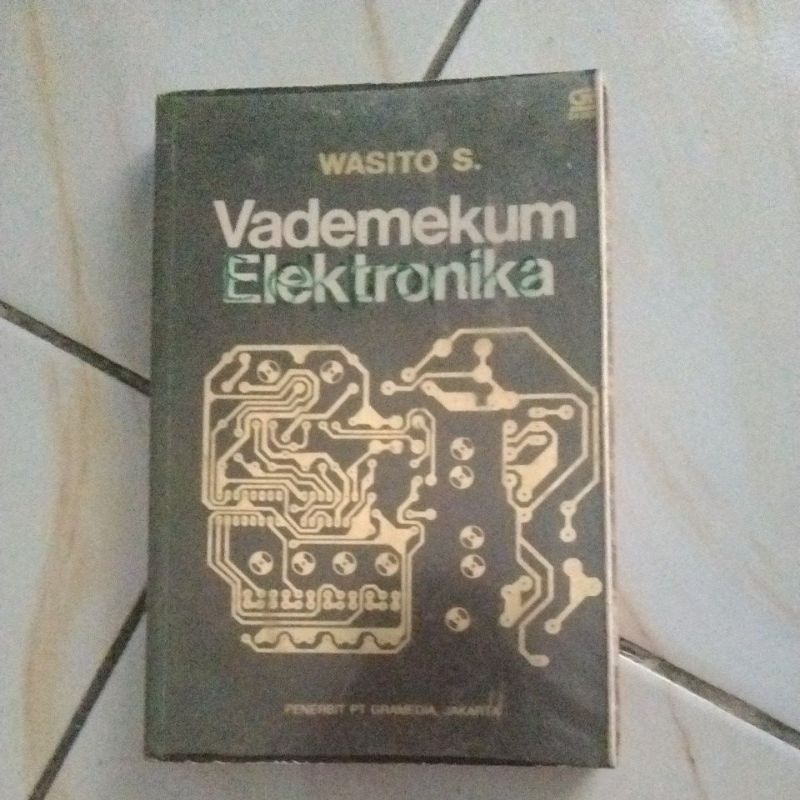 WASITO S.
Vademekum
Elektronika
PENERBIT PT GRAMEDIA, JAKARTA